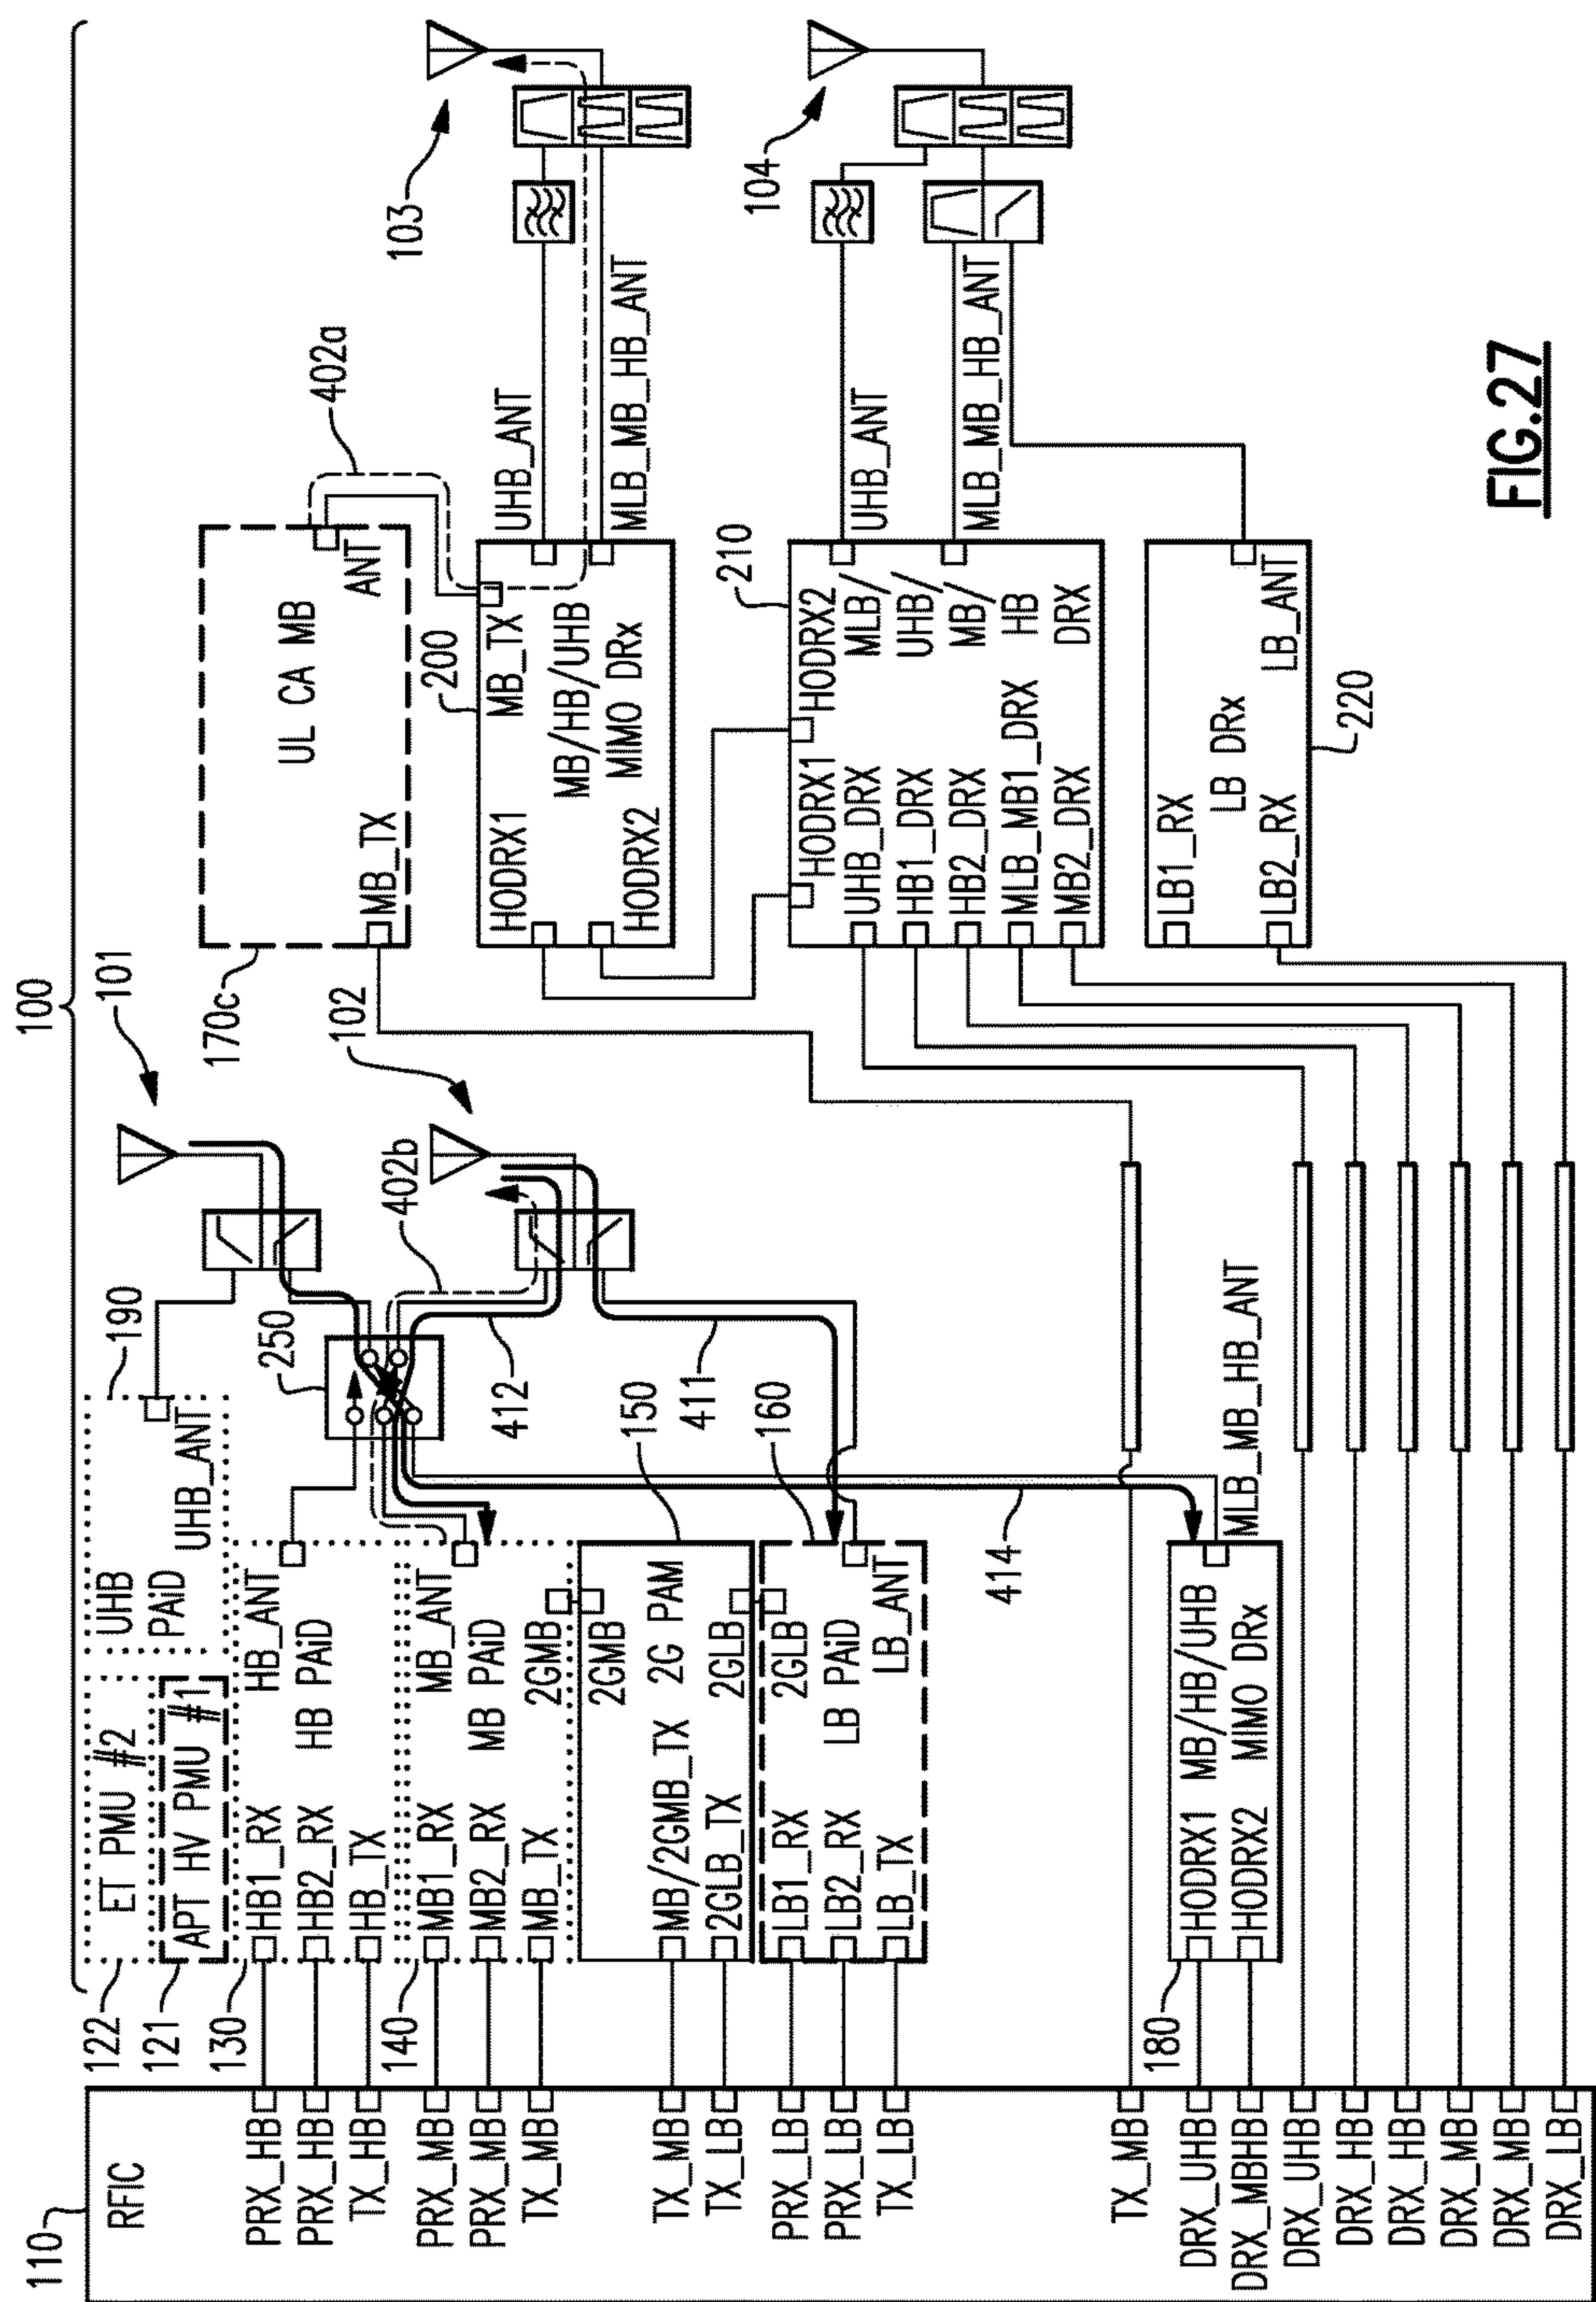 100
110
RFIC
PRX_HB
PRX_HB
TX_HB
PRX_MB
PRX_MB
TX_MB
TX_MB
TX_LB
PRX_LB
PRX_LB
TX_LB
TX_MB
DRX_UHB
DRX_MBHB
DRX_UHB
DRX_HB
DRX_HB
DRX_MB
DRX_MB
DRX_LB
122
ET PMU #2
121
APT HV PMU #1
190
UHB
PAiD
UHB_ANT
130
HB1_RX
HB2_RX
HB_TX
HB PAiD
HB_ANT
140
MB1_RX
MB2_RX
MB_TX
MB PAiD
MB_ANT
2GMB
150
2GMB
MB/2GMB_TX 2G PAM
2GLB_TX
2GLB
160
2GLB
LB1_RX
LB2_RX
LB_TX
LB PAiD
LB_ANT
180
HODRX1
HODRX2
MB/HB/UHB
MIMO DRx
MLB_MB_HB_ANT
250
101
102
402b
412
411
414
170c
UL CA MB
MB_TX
ANT
402a
200
MB_TX
HODRX1
HODRX2
MB/HB/UHB
MIMO DRx
UHB_ANT
MLB_MB_HB_ANT
103
210
HODRX1
HODRX2
UHB_DRX
HB1_DRX
HB2_DRX
MLB_MB1_DRX
MB2_DRX
MLB/
UHB/
MB/
HB
DRX
UHB_ANT
MLB_MB_HB_ANT
104
220
LB1_RX
LB DRx
LB2_RX
LB_ANT
FIG.27